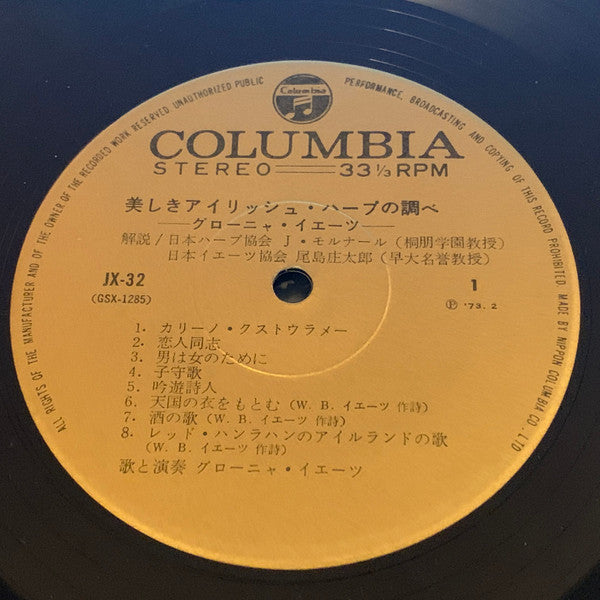 Columbia
COLUMBIA
STEREO 33 1/3 RPM
美しきアイリッシュ・ハープの調べ
―グローニャ・イエーツ―
解説/日本ハープ協会 J・モルナール (桐朋学園教授)
日本イエーツ協会 尾島庄太郎 (早大名誉教授)
JX-32
(GSX-1285)
1
Ⓟ '73.2
1. カリーノ・クストウラメー
2. 恋人同志
3. 男は女のために
4. 子守歌
5. 吟遊詩人
6. 天国の衣をもとむ (W. B. イエーツ 作詩)
7. 酒の歌 (W. B. イエーツ 作詩)
8. レッド・ハンラハンのアイルランドの歌
(W. B. イエーツ 作詩)
歌と演奏 グローニャ・イエーツ
ALL RIGHTS OF THE MANUFACTURER AND OF THE OWNER OF THE RECORDED WORK RESERVED. UNAUTHORIZED PUBLIC PERFORMANCE, BROADCASTING AND COPYING OF THIS RECORD PROHIBITED. MADE BY NIPPON COLUMBIA CO., LTD